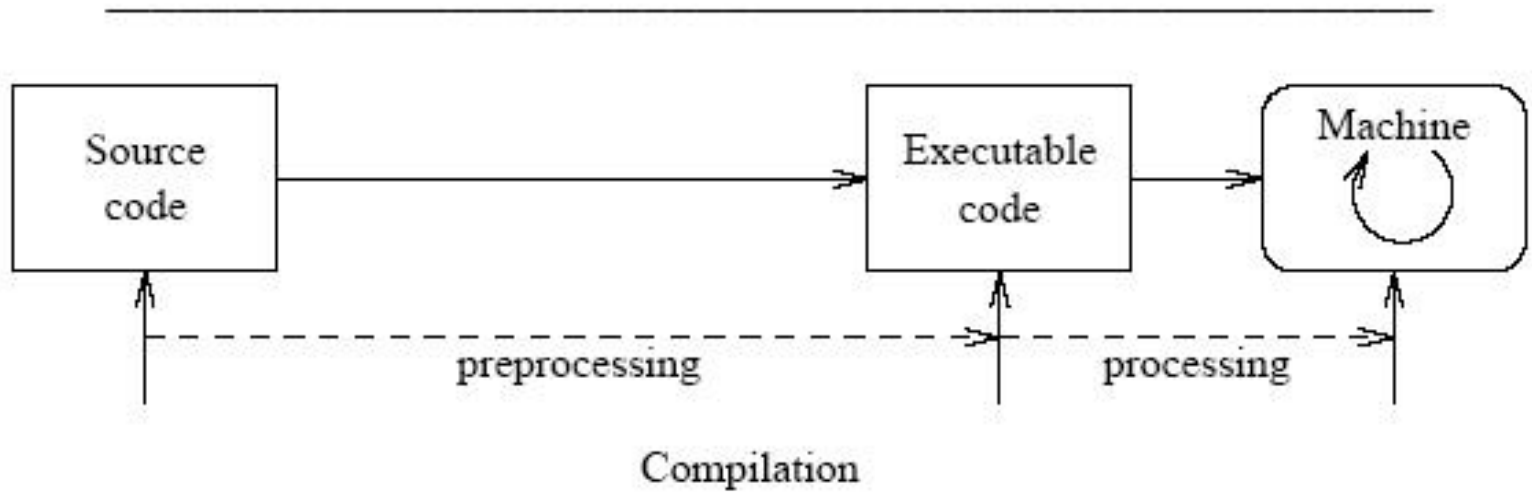 Source
code
Executable
code
Machine
preprocessing
processing
Compilation